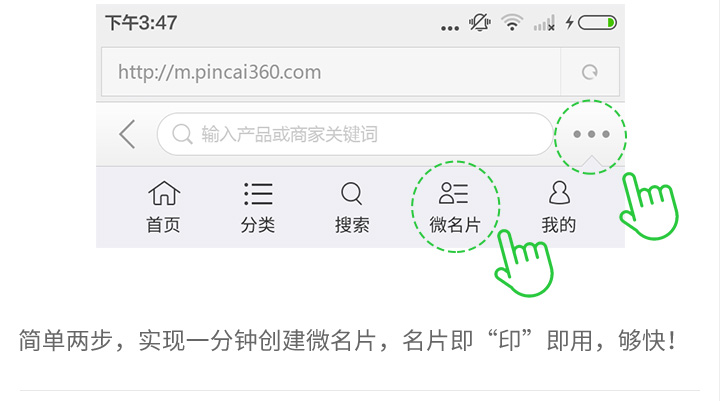 下午3:47
http://m.pincai360.com
输入产品或商家关键词
首页 分类 搜索 微名片 我的
简单两步，实现一分钟创建微名片，名片即“印”即用，够快！